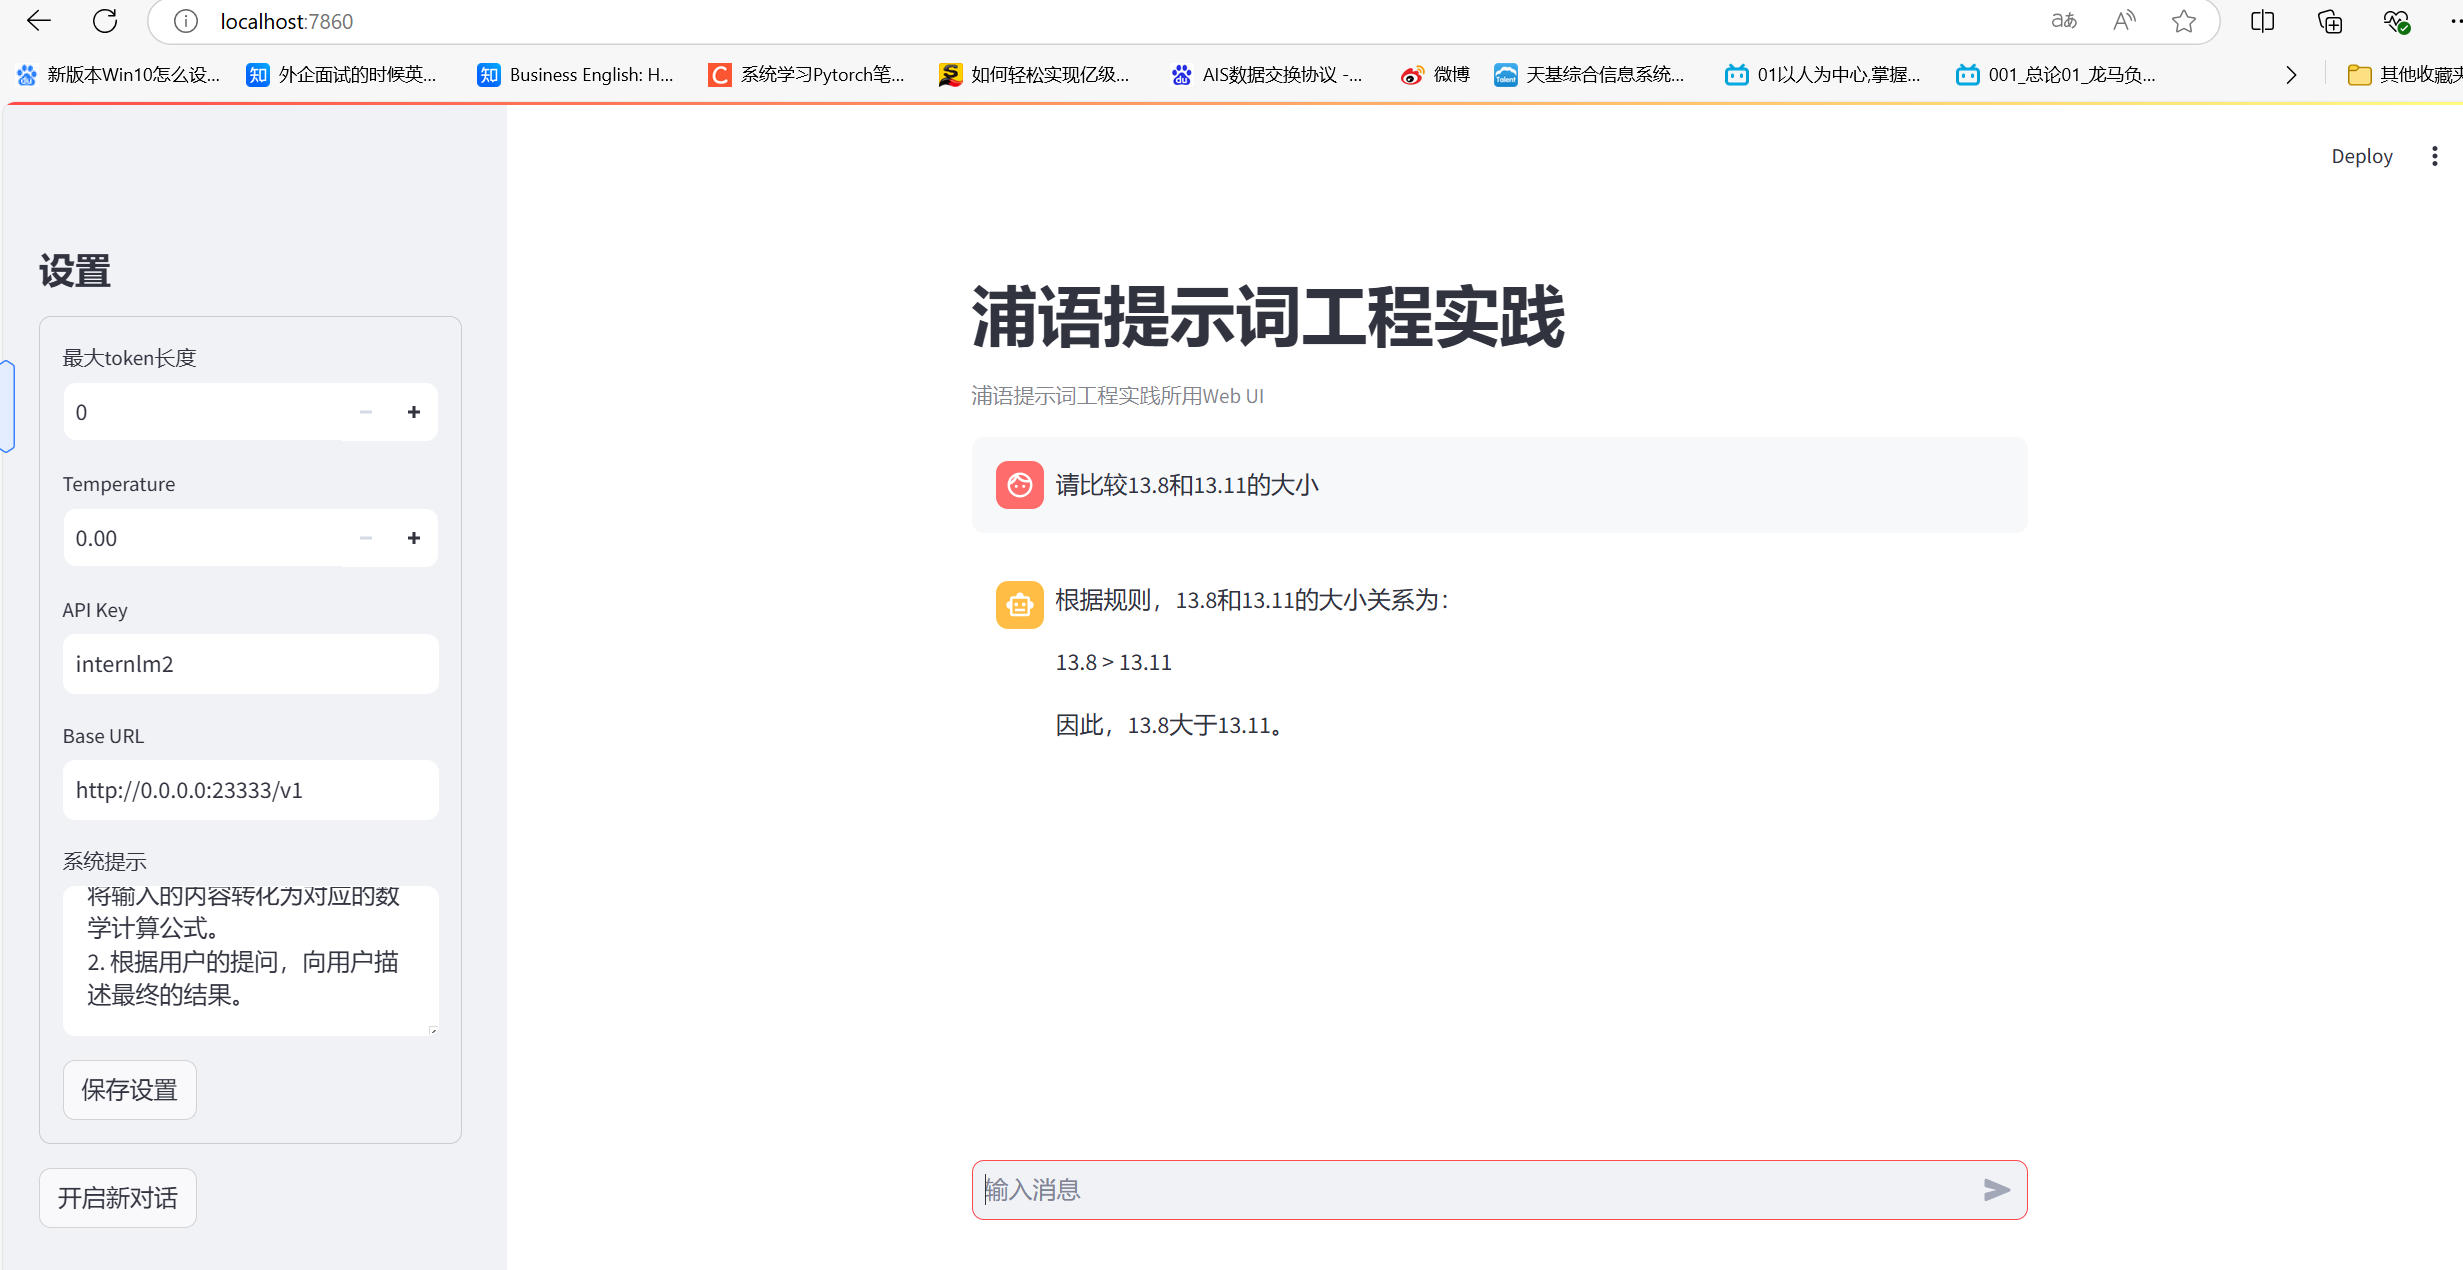 localhost:7860
aあ
新版本Win10怎么设...
知 外企面试的时候英...
知 Business English: H...
C 系统学习Pytorch笔...
如何轻松实现亿级...
AIS数据交换协议 -...
微博
天基综合信息系统...
01以人为中心,掌握...
001_总论01_龙马负...
其他收藏夹
Deploy
设置
最大token长度
0
Temperature
0.00
API Key
internlm2
Base URL
http://0.0.0.0:23333/v1
系统提示
将输入的内容转化为对应的数
学计算公式。
2. 根据用户的提问，向用户描
述最终的结果。
保存设置
开启新对话
浦语提示词工程实践
浦语提示词工程实践所用Web UI
请比较13.8和13.11的大小
根据规则，13.8和13.11的大小关系为：
13.8 > 13.11
因此，13.8大于13.11。
输入消息